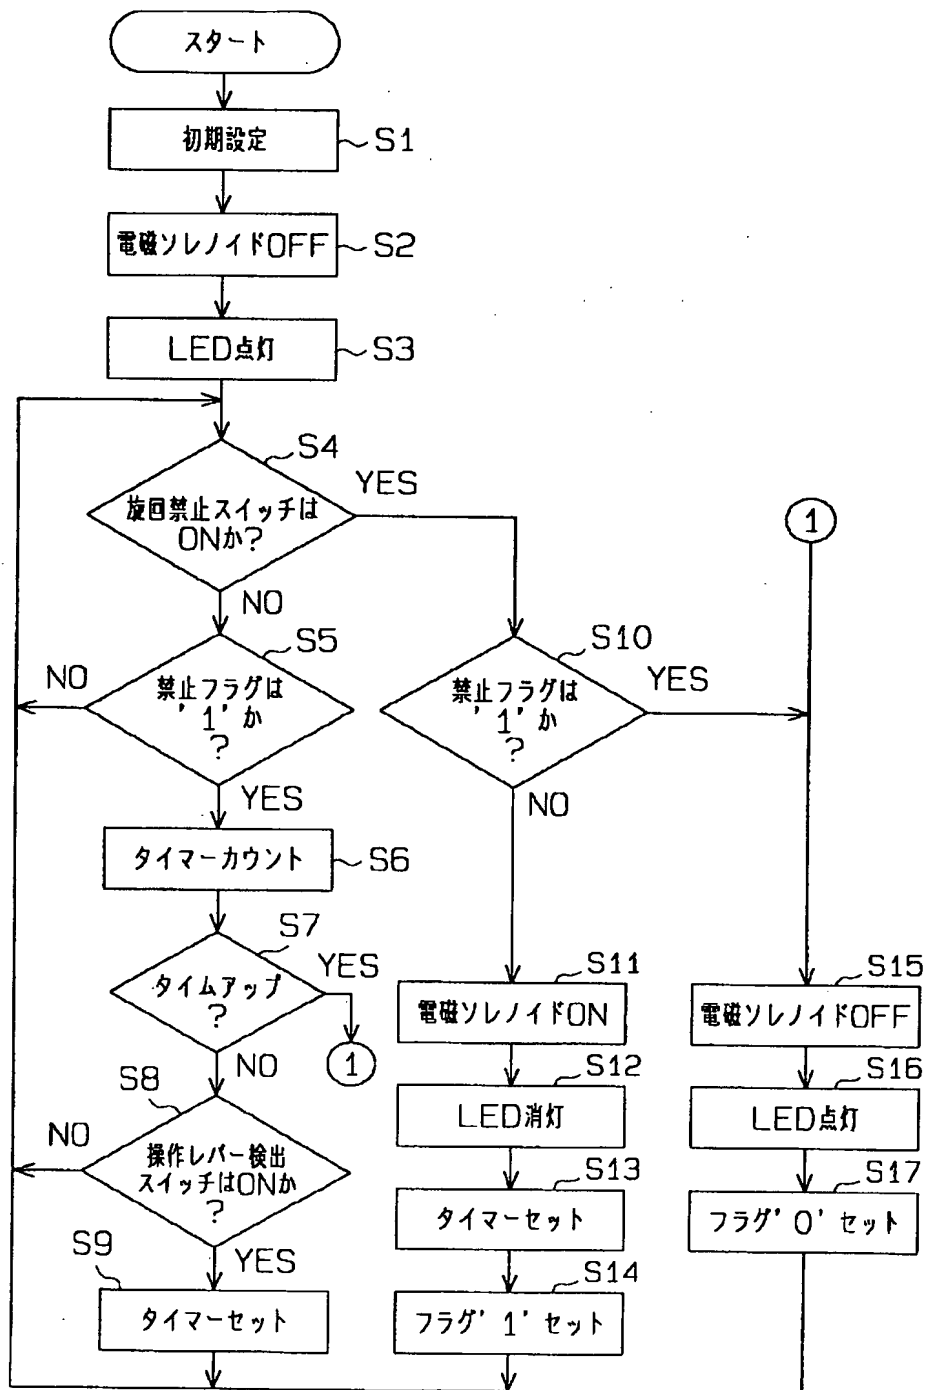 スタート
初期設定
S1
電磁ソレノイドOFF
S2
LED点灯
S3
S4
旋回禁止スイッチは
ONか?
YES
NO
S5
禁止フラグは
'1'か
?
NO
YES
タイマーカウント
S6
S7
タイムアップ
?
YES
1
NO
S8
操作レバー検出
スイッチはONか
?
NO
YES
S9
タイマーセット
S10
禁止フラグは
'1'か
?
YES
NO
S11
電磁ソレノイドON
S12
LED消灯
S13
タイマーセット
S14
フラグ'1'セット
1
S15
電磁ソレノイドOFF
S16
LED点灯
S17
フラグ'0'セット